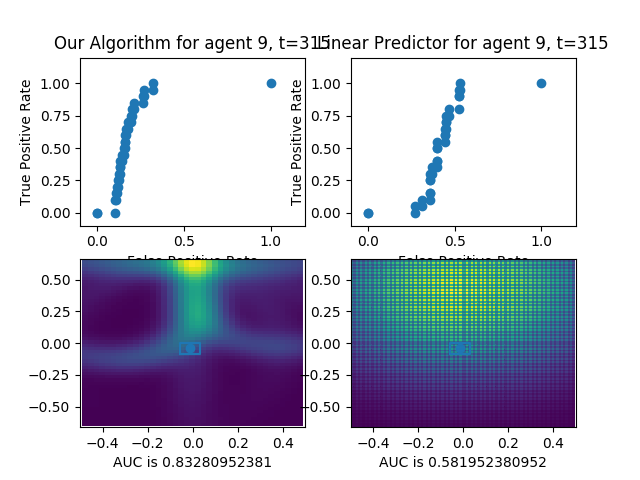 Our Algorithm for agent 9, t=315
Linear Predictor for agent 9, t=315
True Positive Rate
1.00
0.75
0.50
0.25
0.00
0.0 0.5 1.0
False Positive Rate
True Positive Rate
1.00
0.75
0.50
0.25
0.00
0.0 0.5 1.0
False Positive Rate
0.50
0.25
0.00
−0.25
−0.50
−0.4 −0.2 0.0 0.2 0.4
AUC is 0.83280952381
0.50
0.25
0.00
−0.25
−0.50
−0.4 −0.2 0.0 0.2 0.4
AUC is 0.581952380952